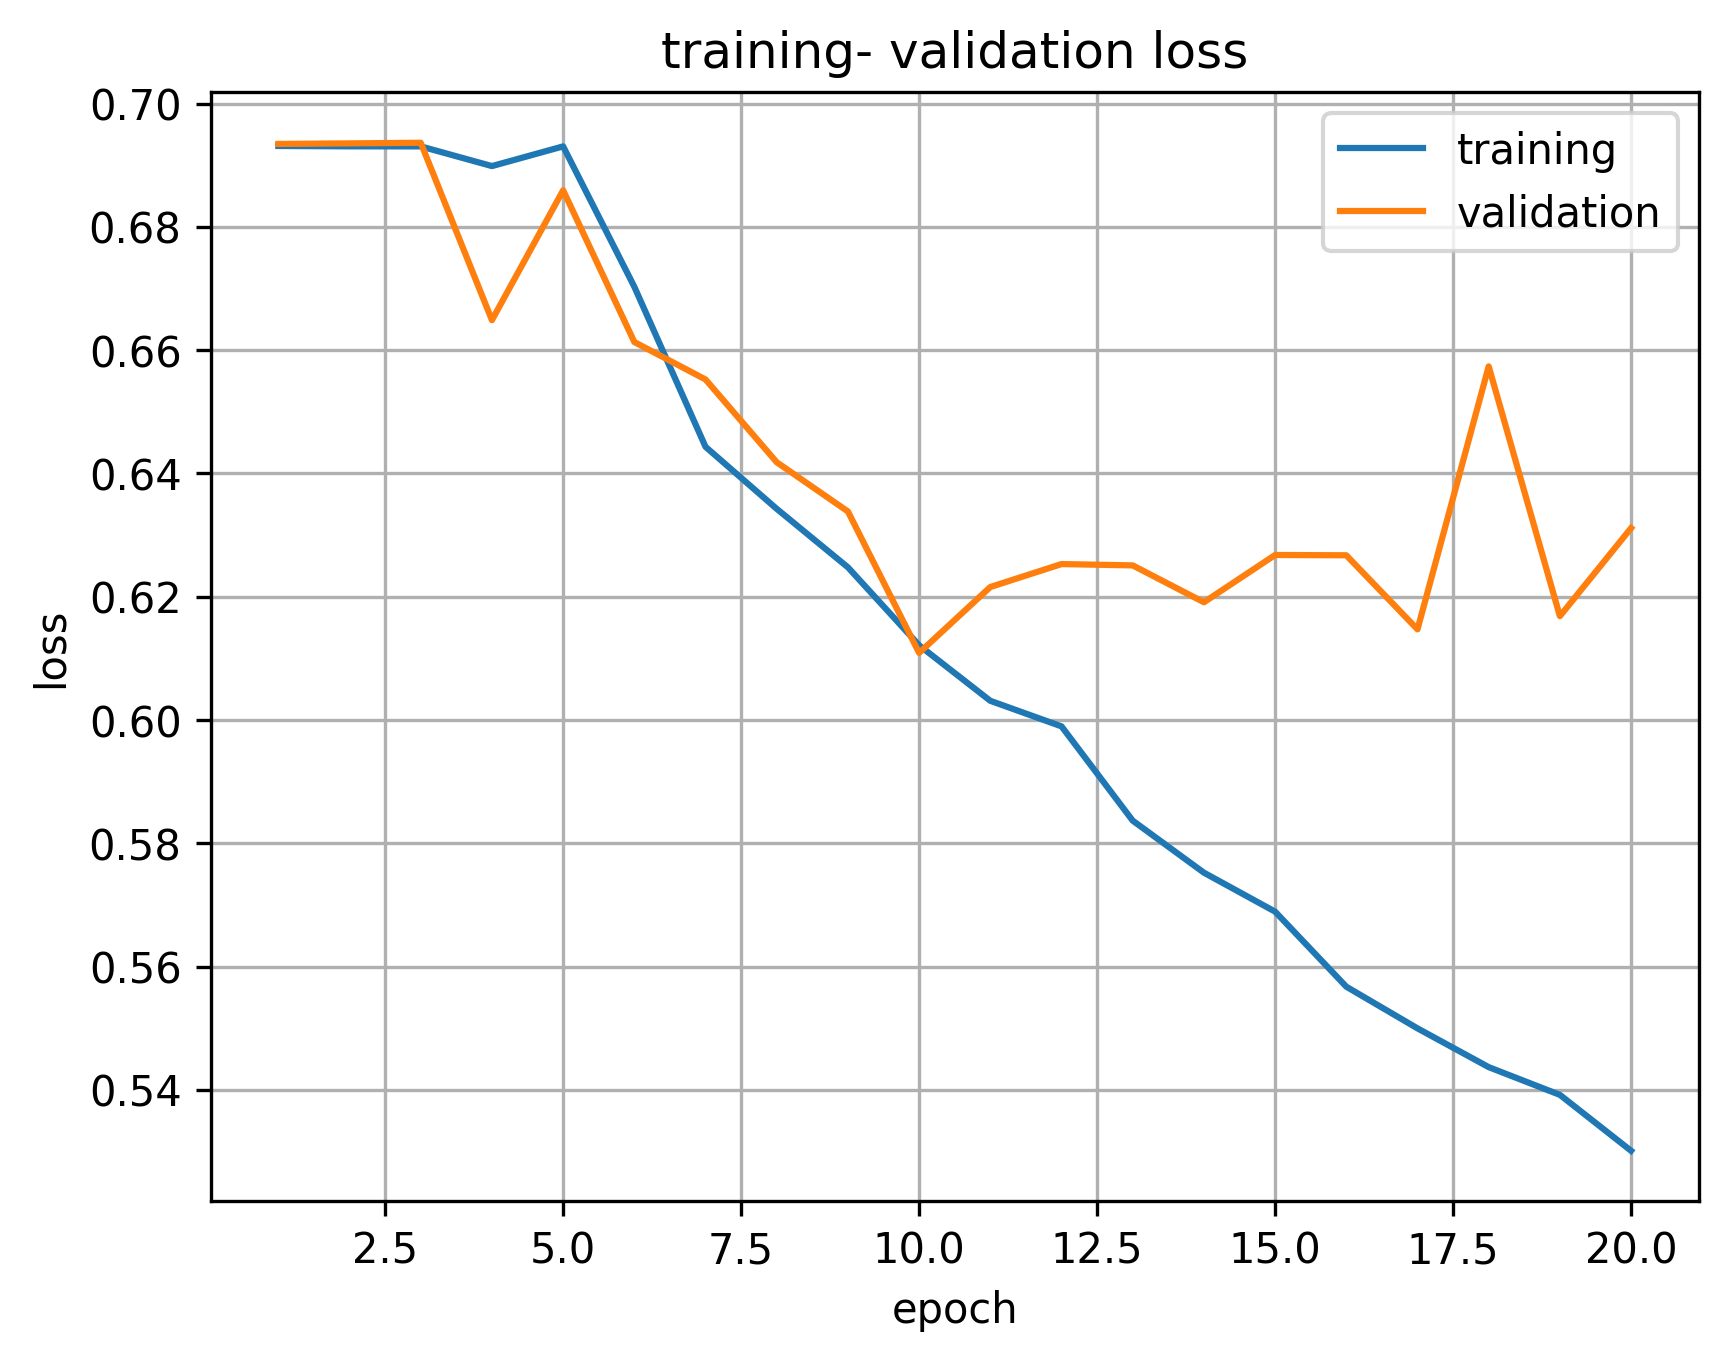 training- validation loss
training
validation
0.70
0.68
0.66
0.64
0.62
0.60
0.58
0.56
0.54
loss
2.5 5.0 7.5 10.0 12.5 15.0 17.5 20.0
epoch